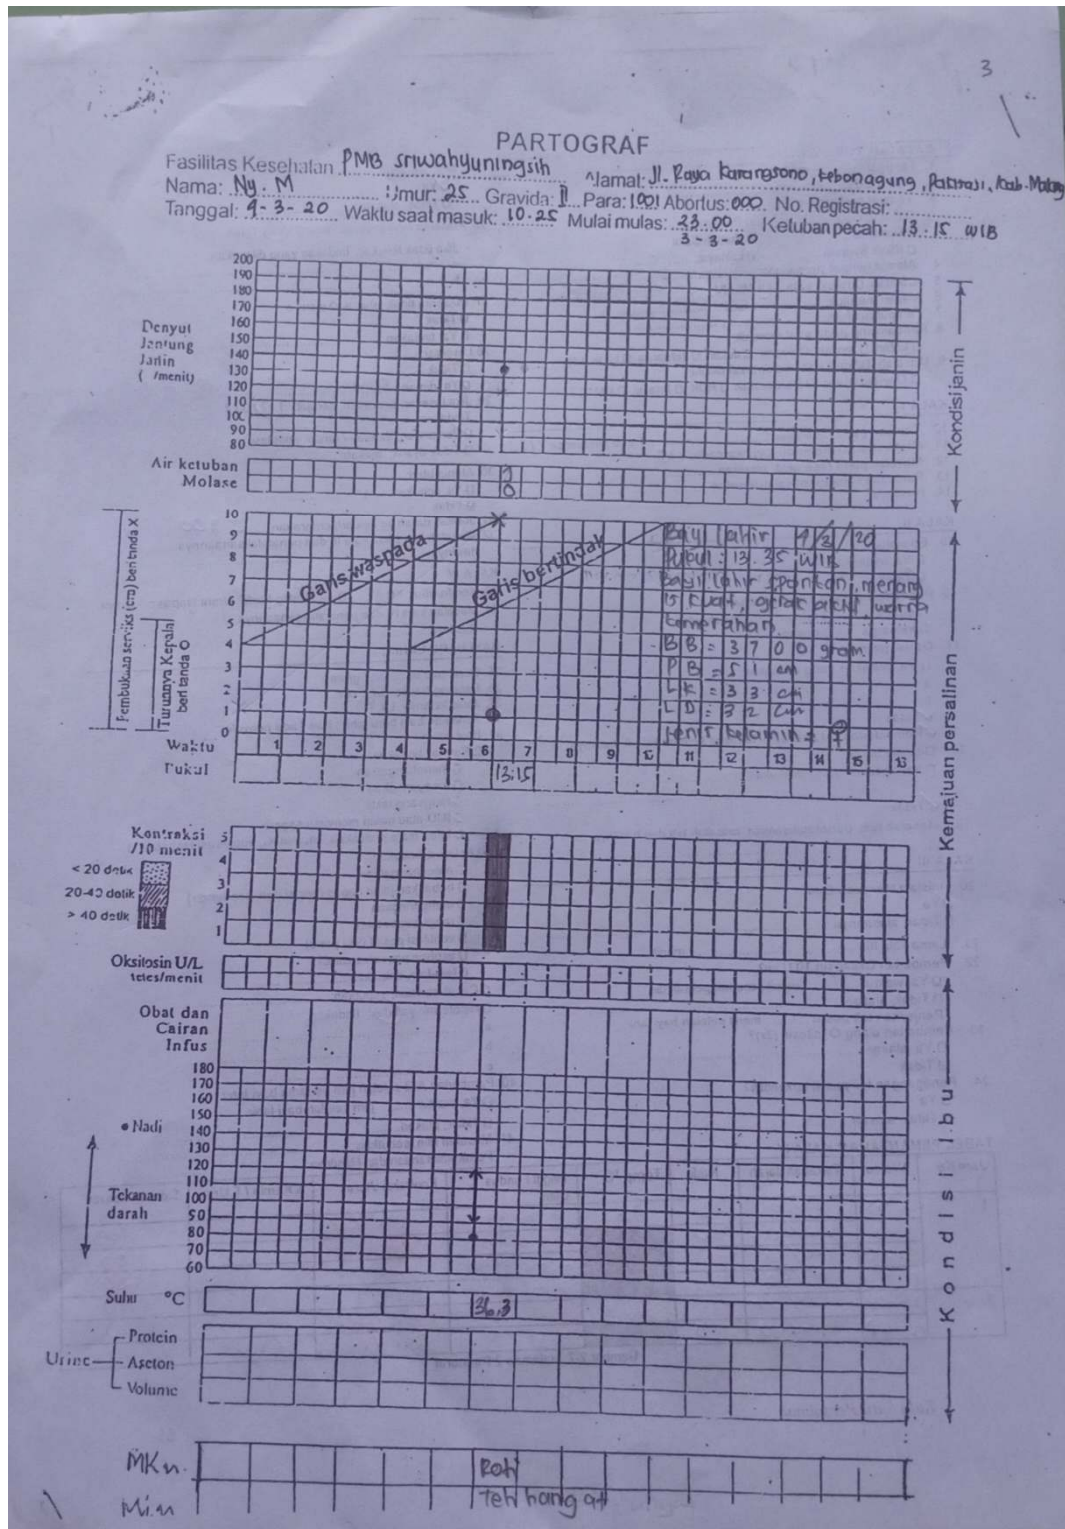 3
PARTOGRAF
Fasilitas Kesehatan PMB Sriwahyuningsih Alamat: Jl. Raya Karangsono, kebonagung, Pakisaji, Kab. Malang
Nama: Ny. M Umur: 25 Gravida: II Para: 1001 Abortus: 000 No. Registrasi:
Tanggal: 4-3-20 Waktu saat masuk: 10.25 Mulai mulas: 23.00 Ketuban pecah: 13.15 WIB
3-3-20
Denyut
Jantung
Janin
( /menit)
200
190
180
170
160
150
140
130
120
110
100
90
80
Kondisi janin
Air ketuban
Molase
0
Pembukaan serviks (cm) beri tanda X
Turunnya Kepala
beri tanda O
10
9
8
7
6
5
4
3
2
1
0
Garis waspada
Garis bertindak
Bayi lahir 4/2/20
Pukul: 13.35 WIB
Bayi lahir spontan, menang
is kuat, gerak aktif, warna
kemerahan
BB = 3700 gram
PB = 51 cm
LK = 33 cm
LD = 32 cm
Jenis kelamin = ♀
Kemajuan persalinan
Waktu 1 2 3 4 5 6 7 8 9 10 11 12 13 14 15 13
Pukul 13:15
Kontraksi
/10 menit
< 20 detik
20-40 detik
> 40 detik
5
4
3
2
1
Oksitosin U/L
tetes/menit
Obat dan
Cairan
Infus
• Nadi
Tekanan
darah
180
170
160
150
140
130
120
110
100
90
80
70
60
Kondisi Ibu
Suhu °C 36,3
Urine
Protein
Aseton
Volume
MKn. Roti
Min Teh hangat